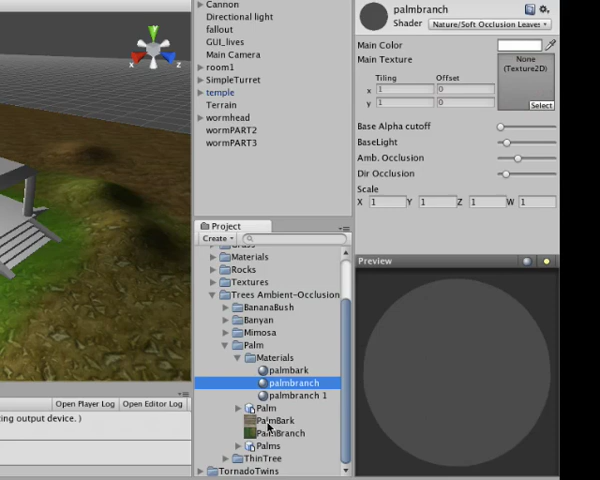 Cannon
Directional light
fallout
GUI_lives
Main Camera
room1
SimpleTurret
temple
Terrain
wormhead
wormPART2
wormPART3
x
z
Open Player Log Open Editor Log
ing output device. )
Project
Create
Materials
Rocks
Textures
Trees Ambient-Occlusion
BananaBush
Banyan
Mimosa
Palm
Materials
palmbark
palmbranch
palmbranch 1
Palm
PalmBark
PalmBranch
Palms
ThinTree
TornadoTwins
palmbranch
Shader Nature/Soft Occlusion Leaves
Main Color
Main Texture
None
(Texture2D)
Tiling Offset
x 1 0
y 1 0
Select
Base Alpha cutoff
BaseLight
Amb. Occlusion
Dir Occlusion
Scale
X 1 Y 1 Z 1 W 1
Preview